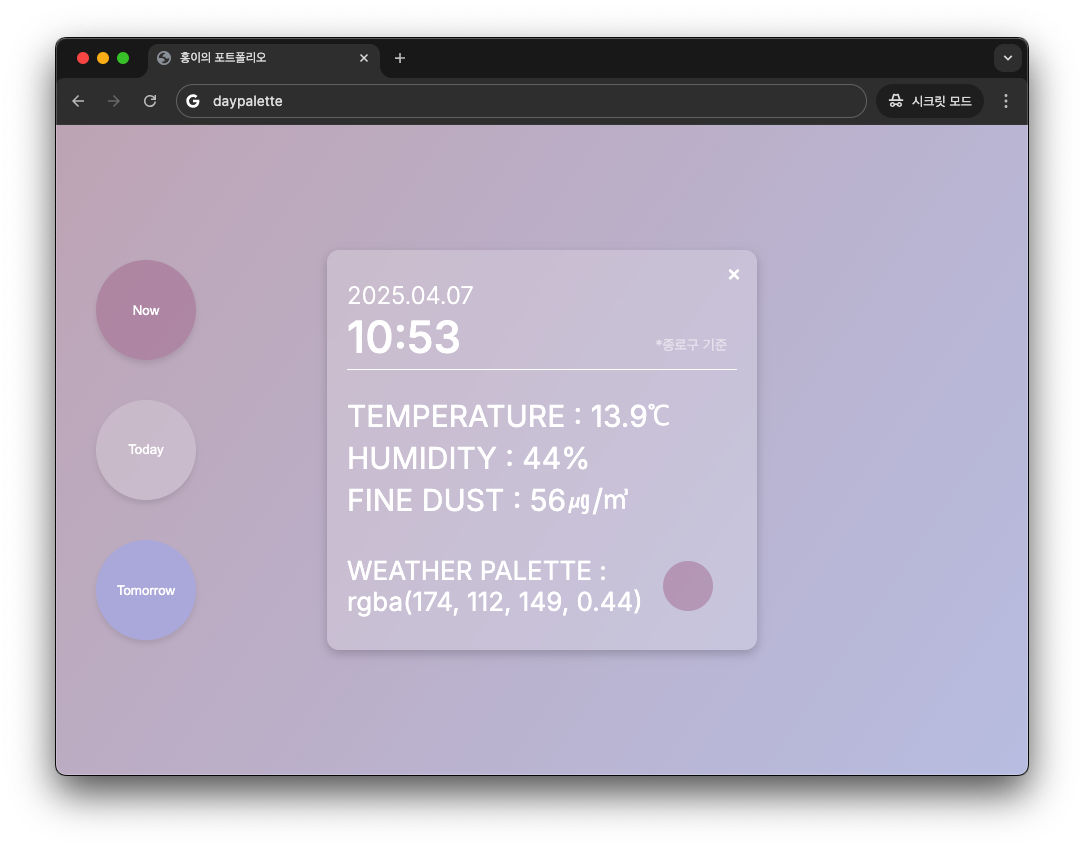 홍이의 포트폴리오
daypalette
시크릿 모드
Now
Today
Tomorrow
2025.04.07
10:53
*종로구 기준
TEMPERATURE : 13.9℃
HUMIDITY : 44%
FINE DUST : 56㎍/㎥
WEATHER PALETTE :
rgba(174, 112, 149, 0.44)